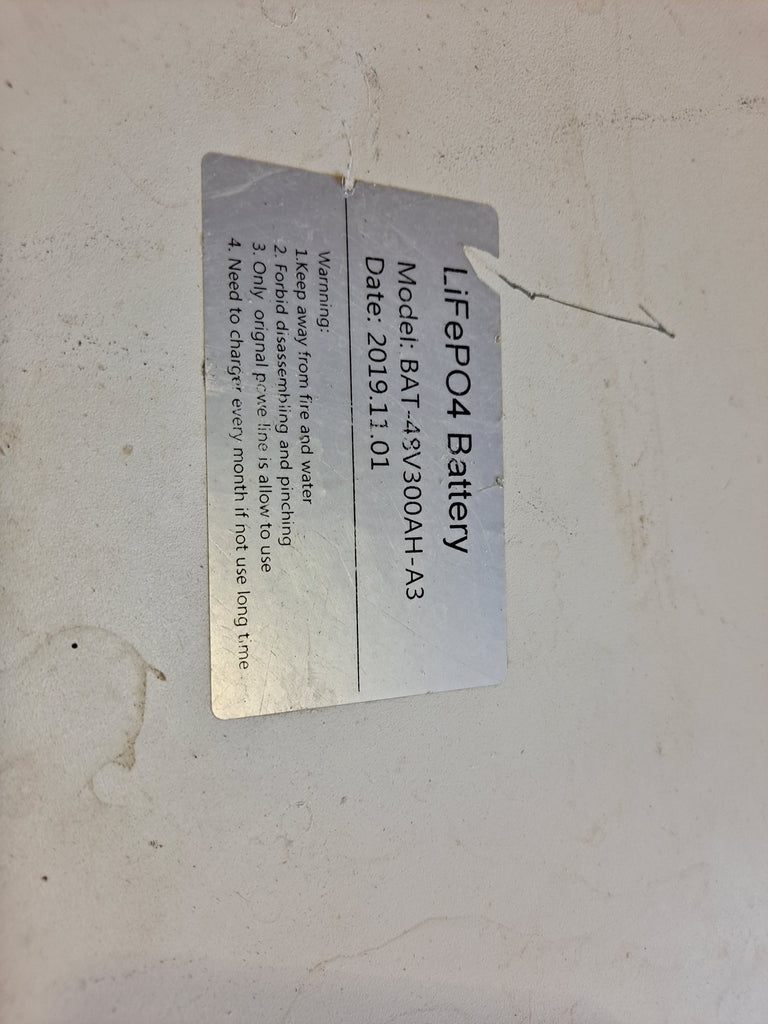 LiFePO4 Battery
Model: BAT-48V300AH-A3
Date: 2019.11.01
Warnning:
1.Keep away from fire and water
2. Forbid disassembling and pinching
3. Only orignal powe line is allow to use
4. Need to charger every month if not use long time